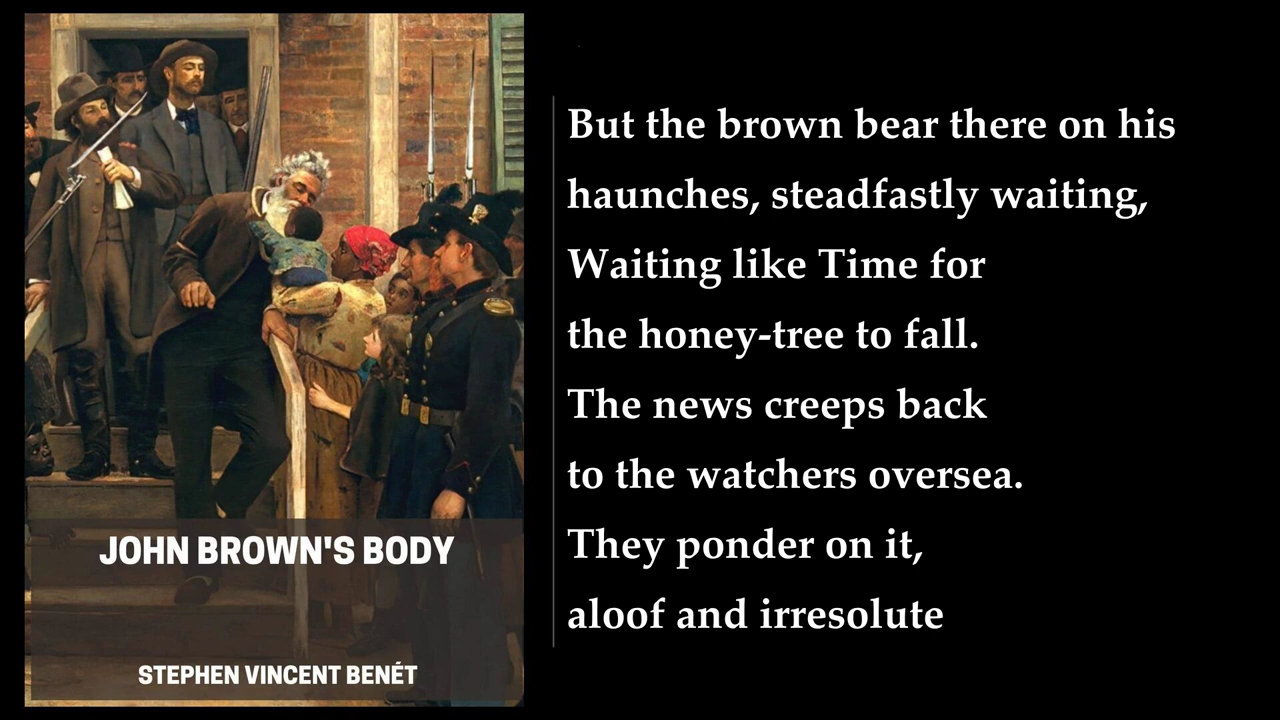 JOHN BROWN'S BODY
STEPHEN VINCENT BENÉT
But the brown bear there on his
haunches, steadfastly waiting,
Waiting like Time for
the honey-tree to fall.
The news creeps back
to the watchers oversea.
They ponder on it,
aloof and irresolute